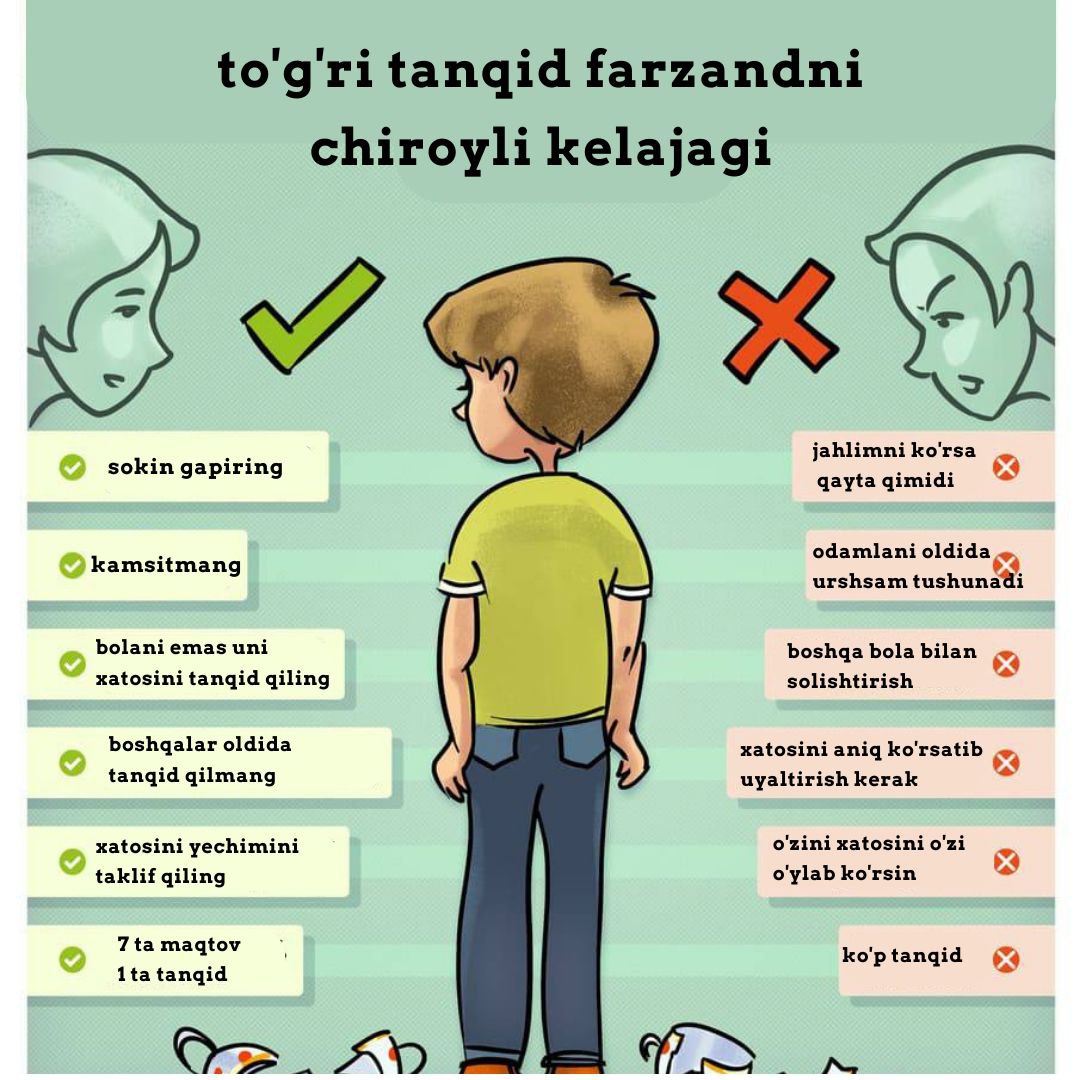 to'g'ri tanqid farzandni
chiroyli kelajagi
sokin gapiring
kamsitmang
bolani emas uni
xatosini tanqid qiling
boshqalar oldida
tanqid qilmang
xatosini yechimini
taklif qiling
7 ta maqtov
1 ta tanqid
jahlimni ko'rsa
qayta qimidi
odamlani oldida
urshsam tushunadi
boshqa bola bilan
solishtirish
xatosini aniq ko'rsatib
uyaltirish kerak
o'zini xatosini o'zi
o'ylab ko'rsin
ko'p tanqid